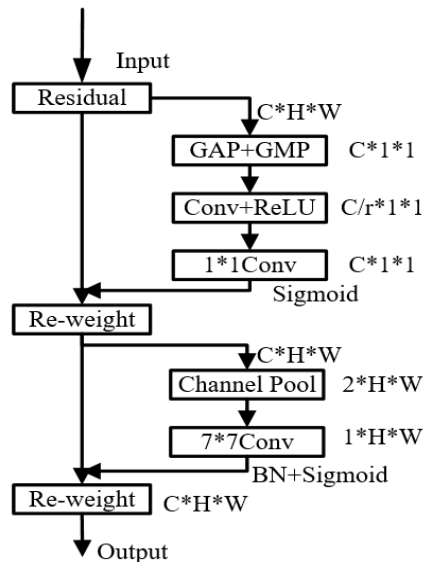 Input
Residual
C*H*W
GAP+GMP C*1*1
Conv+ReLU C/r*1*1
1*1Conv C*1*1
Sigmoid
Re-weight
C*H*W
Channel Pool 2*H*W
7*7Conv 1*H*W
BN+Sigmoid
Re-weight C*H*W
Output